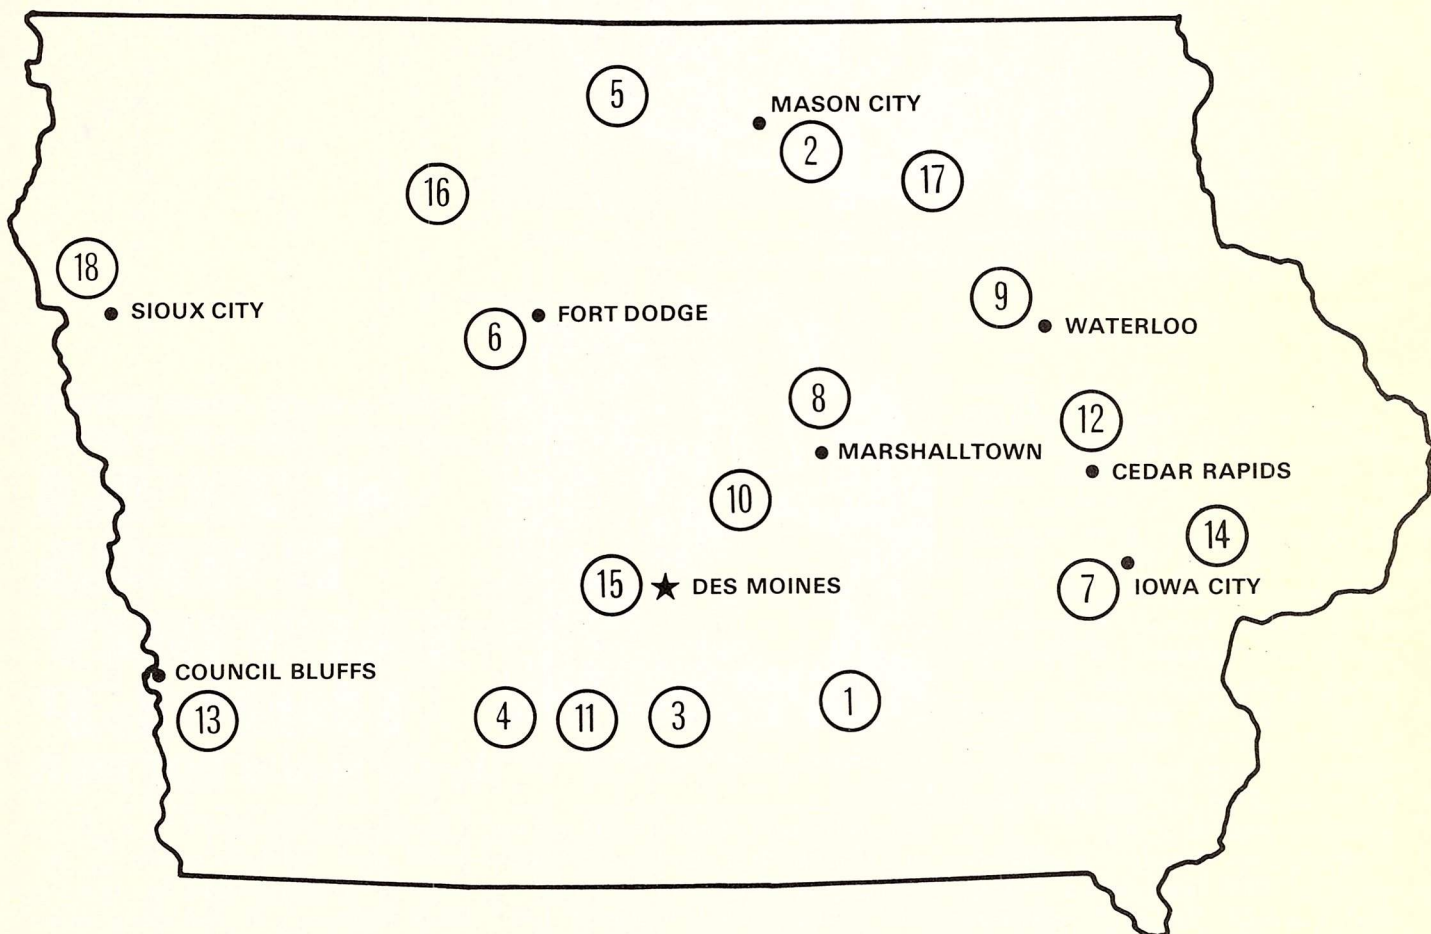 5
MASON CITY
2
17
16
18
SIOUX CITY
FORT DODGE
9
6
WATERLOO
8
12
MARSHALLTOWN
CEDAR RAPIDS
10
14
15
DES MOINES
7
IOWA CITY
COUNCIL BLUFFS
13
4
11
3
1